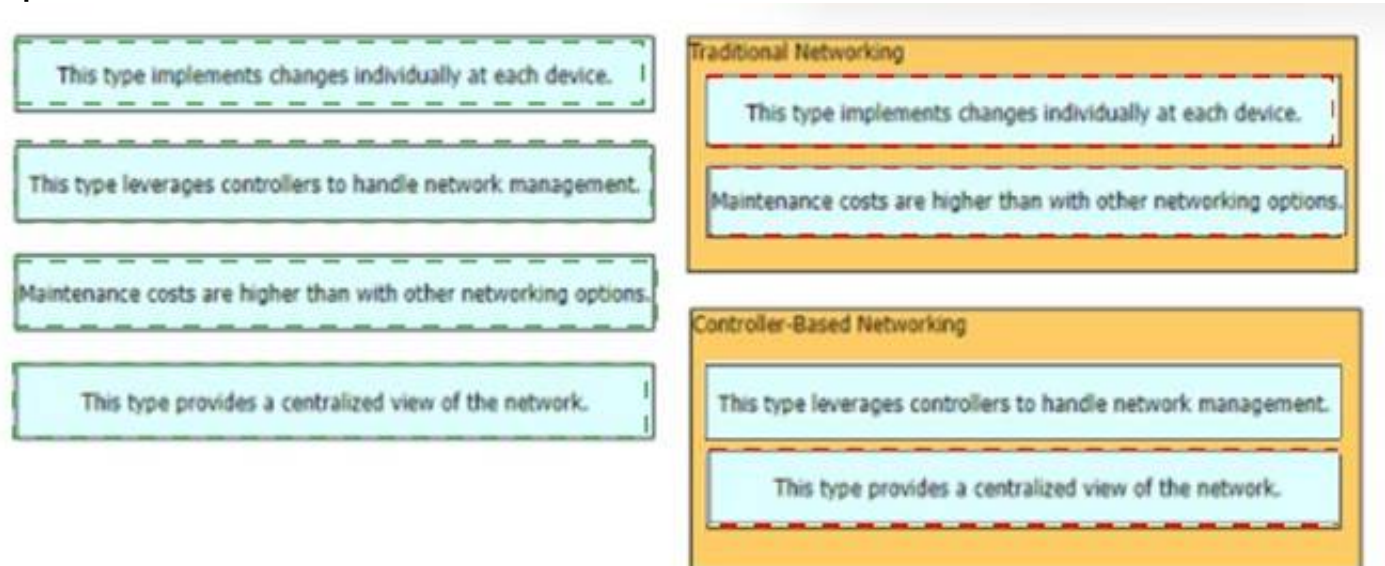 This type implements changes individually at each device.
This type leverages controllers to handle network management.
Maintenance costs are higher than with other networking options.
This type provides a centralized view of the network.
Traditional Networking
This type implements changes individually at each device.
Maintenance costs are higher than with other networking options.
Controller-Based Networking
This type leverages controllers to handle network management.
This type provides a centralized view of the network.